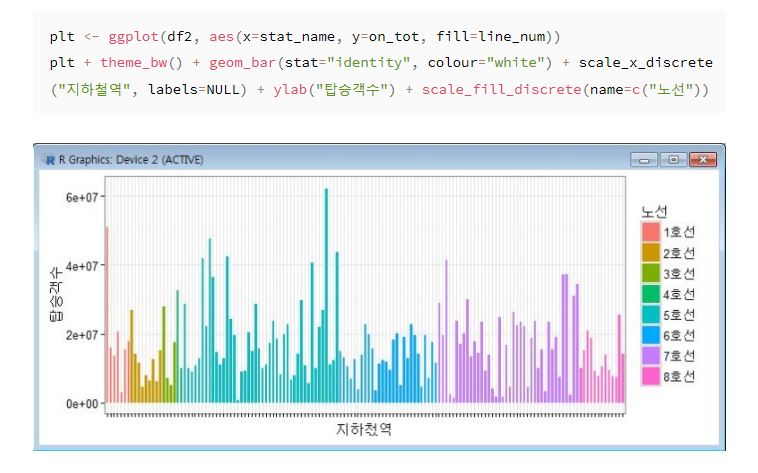 plt <- ggplot(df2, aes(x=stat_name, y=on_tot, fill=line_num))
plt + theme_bw() + geom_bar(stat="identity", colour="white") + scale_x_discrete
("지하철역", labels=NULL) + ylab("탑승객수") + scale_fill_discrete(name=c("노선"))
R Graphics: Device 2 (ACTIVE)
6e+07
4e+07
2e+07
0e+00
탑승객수
지하철역
노선
1호선
2호선
3호선
4호선
5호선
6호선
7호선
8호선